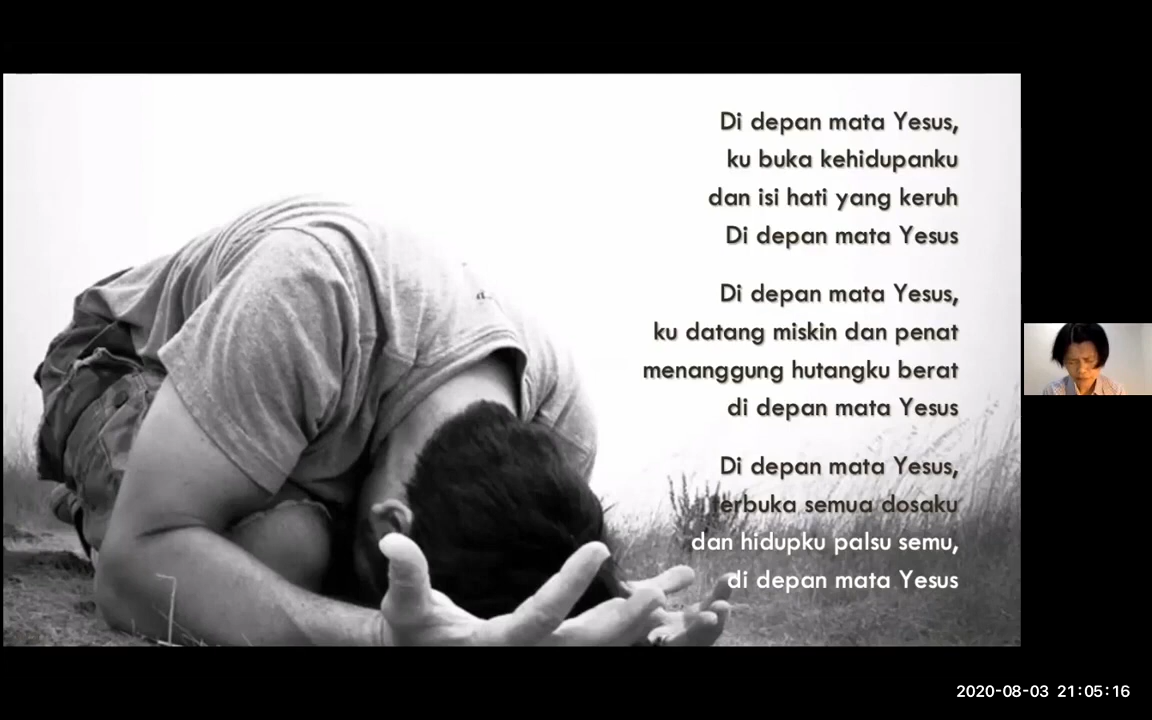 Di depan mata Yesus,
ku buka kehidupanku
dan isi hati yang keruh
Di depan mata Yesus
Di depan mata Yesus,
ku datang miskin dan penat
menanggung hutangku berat
di depan mata Yesus
Di depan mata Yesus,
terbuka semua dosaku
dan hidupku palsu semu,
di depan mata Yesus
2020-08-03 21:05:16